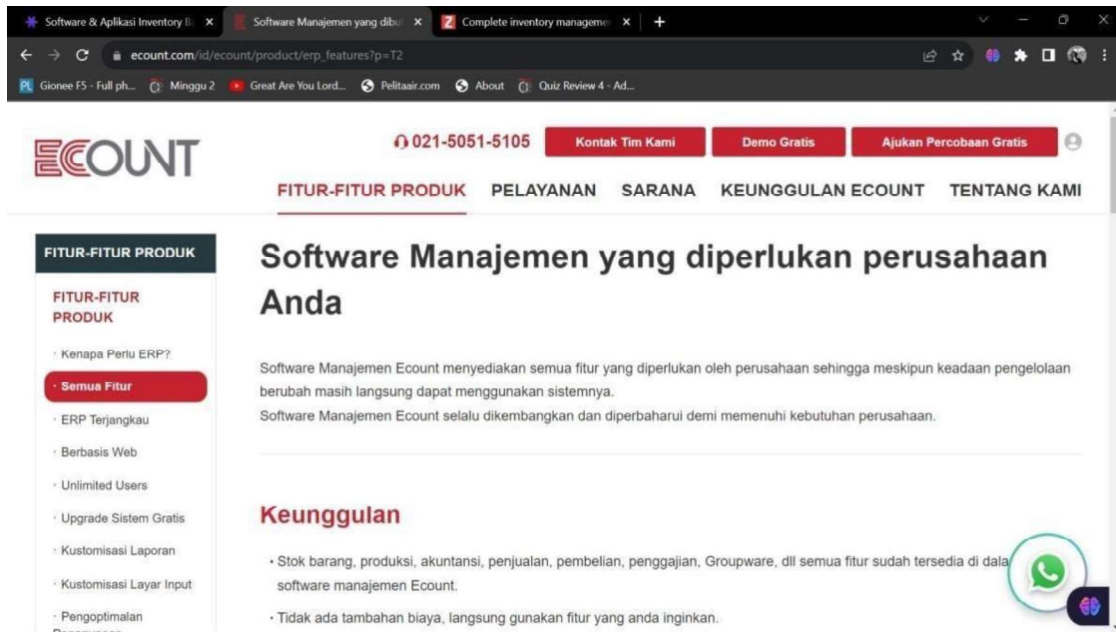 Software & Aplikasi Inventory B
Software Manajemen yang dibu
Complete inventory manageme
ecount.com/id/ecount/product/erp_features?p=T2
Gionee F5 - Full ph...
Minggu 2
Great Are You Lord...
Pelitaair.com
About
Quiz Review 4 - Ad...
ECOUNT
021-5051-5105
Kontak Tim Kami
Demo Gratis
Ajukan Percobaan Gratis
FITUR-FITUR PRODUK
PELAYANAN
SARANA
KEUNGGULAN ECOUNT
TENTANG KAMI
FITUR-FITUR PRODUK
FITUR-FITUR
PRODUK
· Kenapa Perlu ERP?
· Semua Fitur
· ERP Terjangkau
· Berbasis Web
· Unlimited Users
· Upgrade Sistem Gratis
· Kustomisasi Laporan
· Kustomisasi Layar Input
· Pengoptimalan
Software Manajemen yang diperlukan perusahaan
Anda
Software Manajemen Ecount menyediakan semua fitur yang diperlukan oleh perusahaan sehingga meskipun keadaan pengelolaan
berubah masih langsung dapat menggunakan sistemnya.
Software Manajemen Ecount selalu dikembangkan dan diperbaharui demi memenuhi kebutuhan perusahaan.
Keunggulan
• Stok barang, produksi, akuntansi, penjualan, pembelian, penggajian, Groupware, dll semua fitur sudah tersedia di dala
software manajemen Ecount.
• Tidak ada tambahan biaya, langsung gunakan fitur yang anda inginkan.